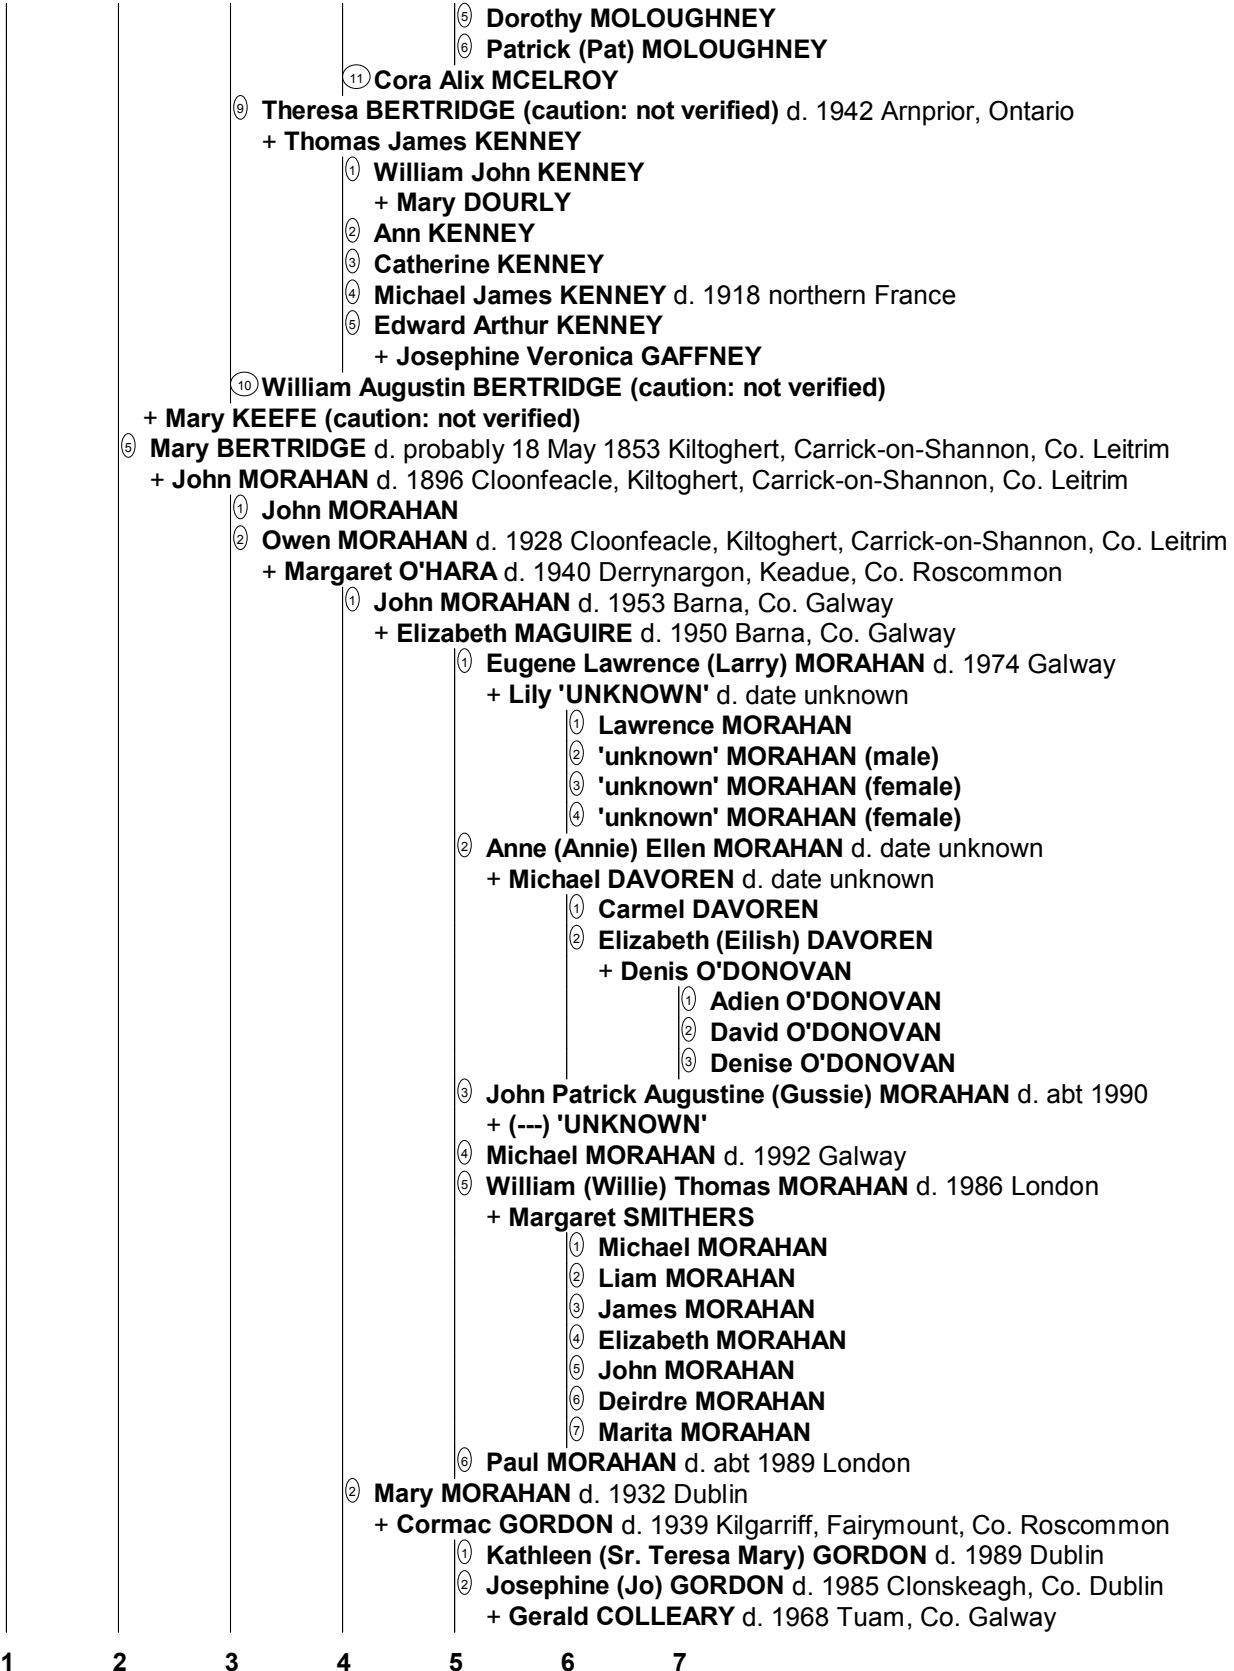 5 Dorothy MOLOUGHNEY
6 Patrick (Pat) MOLOUGHNEY
11 Cora Alix MCELROY
9 Theresa BERTRIDGE (caution: not verified) d. 1942 Arnprior, Ontario
+ Thomas James KENNEY
1 William John KENNEY
+ Mary DOURLY
2 Ann KENNEY
3 Catherine KENNEY
4 Michael James KENNEY d. 1918 northern France
5 Edward Arthur KENNEY
+ Josephine Veronica GAFFNEY
10 William Augustin BERTRIDGE (caution: not verified)
+ Mary KEEFE (caution: not verified)
5 Mary BERTRIDGE d. probably 18 May 1853 Kiltoghert, Carrick-on-Shannon, Co. Leitrim
+ John MORAHAN d. 1896 Cloonfeacle, Kiltoghert, Carrick-on-Shannon, Co. Leitrim
1 John MORAHAN
2 Owen MORAHAN d. 1928 Cloonfeacle, Kiltoghert, Carrick-on-Shannon, Co. Leitrim
+ Margaret O'HARA d. 1940 Derrynargon, Keadue, Co. Roscommon
1 John MORAHAN d. 1953 Barna, Co. Galway
+ Elizabeth MAGUIRE d. 1950 Barna, Co. Galway
1 Eugene Lawrence (Larry) MORAHAN d. 1974 Galway
+ Lily 'UNKNOWN' d. date unknown
1 Lawrence MORAHAN
2 'unknown' MORAHAN (male)
3 'unknown' MORAHAN (female)
4 'unknown' MORAHAN (female)
2 Anne (Annie) Ellen MORAHAN d. date unknown
+ Michael DAVOREN d. date unknown
1 Carmel DAVOREN
2 Elizabeth (Eilish) DAVOREN
+ Denis O'DONOVAN
1 Adien O'DONOVAN
2 David O'DONOVAN
3 Denise O'DONOVAN
3 John Patrick Augustine (Gussie) MORAHAN d. abt 1990
+ (---) 'UNKNOWN'
4 Michael MORAHAN d. 1992 Galway
5 William (Willie) Thomas MORAHAN d. 1986 London
+ Margaret SMITHERS
1 Michael MORAHAN
2 Liam MORAHAN
3 James MORAHAN
4 Elizabeth MORAHAN
5 John MORAHAN
6 Deirdre MORAHAN
7 Marita MORAHAN
6 Paul MORAHAN d. abt 1989 London
2 Mary MORAHAN d. 1932 Dublin
+ Cormac GORDON d. 1939 Kilgarriff, Fairymount, Co. Roscommon
1 Kathleen (Sr. Teresa Mary) GORDON d. 1989 Dublin
2 Josephine (Jo) GORDON d. 1985 Clonskeagh, Co. Dublin
+ Gerald COLLEARY d. 1968 Tuam, Co. Galway
1 2 3 4 5 6 7